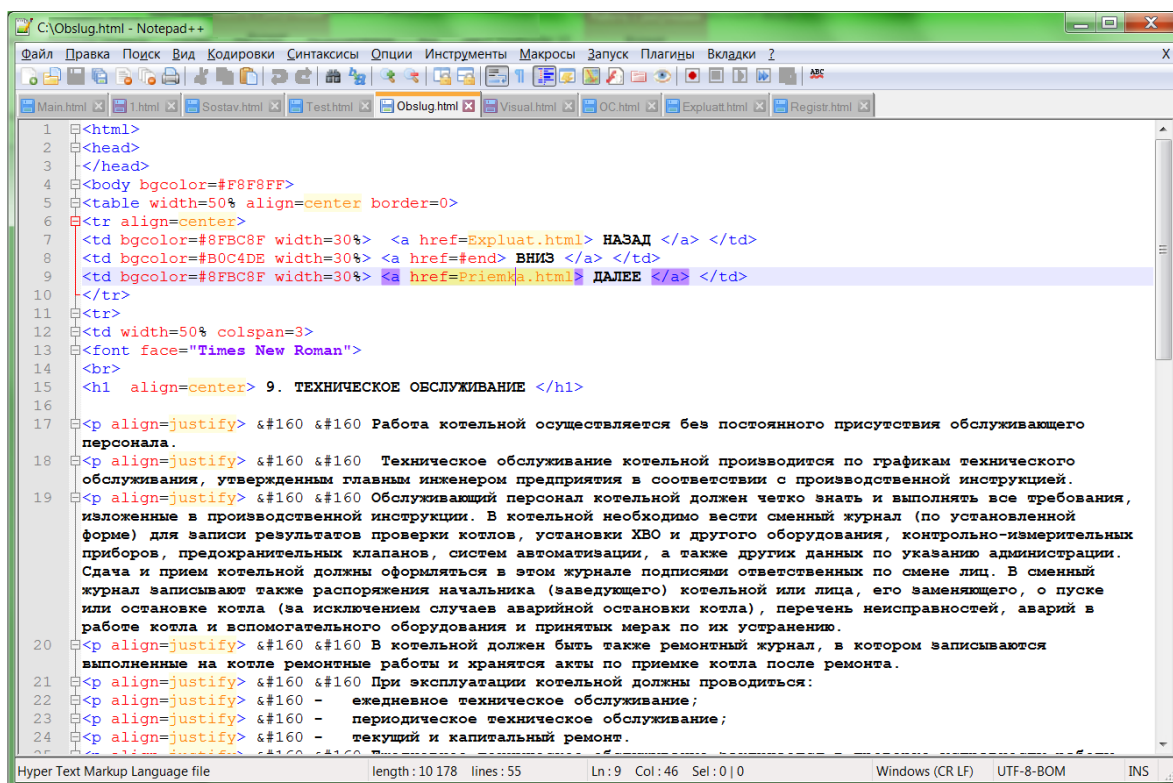 C:\Obslug.html - Notepad++
Файл Правка Поиск Вид Кодировки Синтаксисы Опции Инструменты Макросы Запуск Плагины Вкладки ? X
ABC
Main.html 1.html Sostav.html Test.html Obslug.html Visual.html OC.html Expluatt.html Registr.html
1 <html>
2 <head>
3 </head>
4 <body bgcolor=#F8F8FF>
5 <table width=50% align=center border=0>
6 <tr align=center>
7 <td bgcolor=#8FBC8F width=30%>  <a href=Expluat.html> НАЗАД </a> </td>
8 <td bgcolor=#B0C4DE width=30%> <a href=#end> ВНИЗ </a> </td>
9 <td bgcolor=#8FBC8F width=30%> <a href=Priemka.html> ДАЛЕЕ </a> </td>
10 </tr>
11 <tr>
12 <td width=50% colspan=3>
13 <font face="Times New Roman">
14 <br>
15 <h1  align=center> 9. ТЕХНИЧЕСКОЕ ОБСЛУЖИВАНИЕ </h1>
16
17 <p align=justify> &#160 &#160 Работа котельной осуществляется без постоянного присутствия обслуживающего
персонала.
18 <p align=justify> &#160 &#160  Техническое обслуживание котельной производится по графикам технического
обслуживания, утвержденным главным инженером предприятия в соответствии с производственной инструкцией.
19 <p align=justify> &#160 &#160 Обслуживающий персонал котельной должен четко знать и выполнять все требования,
изложенные в производственной инструкции. В котельной необходимо вести сменный журнал (по установленной
форме) для записи результатов проверки котлов, установки ХВО и другого оборудования, контрольно-измерительных
приборов, предохранительных клапанов, систем автоматизации, а также других данных по указанию администрации.
Сдача и прием котельной должны оформляться в этом журнале подписями ответственных по смене лиц. В сменный
журнал записывают также распоряжения начальника (заведующего) котельной или лица, его заменяющего, о пуске
или остановке котла (за исключением случаев аварийной остановки котла), перечень неисправностей, аварий в
работе котла и вспомогательного оборудования и принятых мерах по их устранению.
20 <p align=justify> &#160 &#160 В котельной должен быть также ремонтный журнал, в котором записываются
выполненные на котле ремонтные работы и хранятся акты по приемке котла после ремонта.
21 <p align=justify> &#160 &#160 При эксплуатации котельной должны проводиться:
22 <p align=justify> &#160 -   ежедневное техническое обслуживание;
23 <p align=justify> &#160 -   периодическое техническое обслуживание;
24 <p align=justify> &#160 -   текущий и капитальный ремонт.
Hyper Text Markup Language file length : 10 178 lines : 55 Ln : 9 Col : 46 Sel : 0 | 0 Windows (CR LF) UTF-8-BOM INS